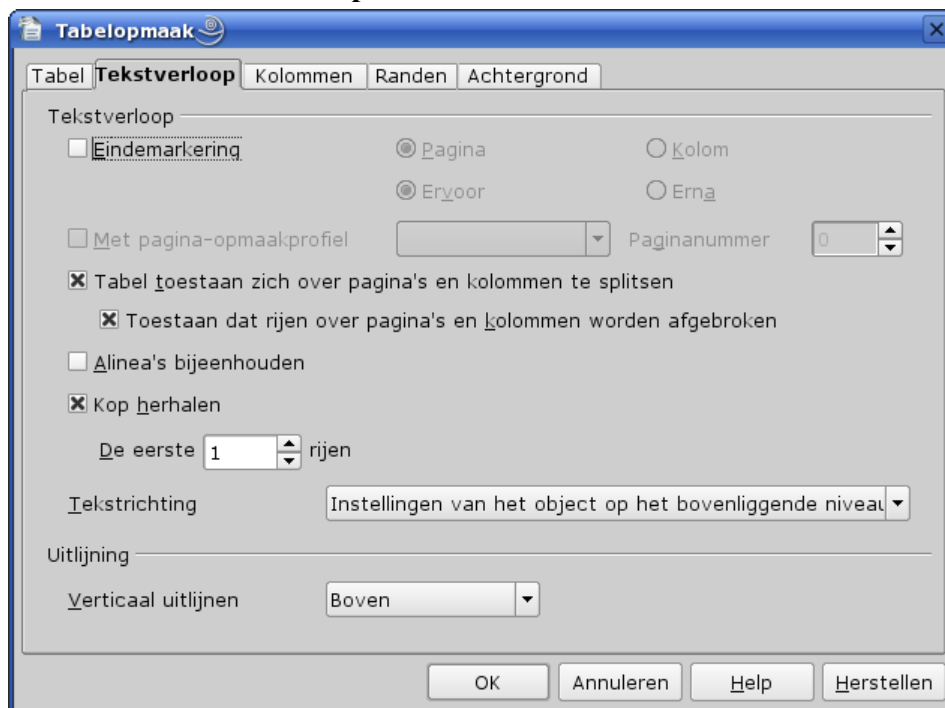 Tabelopmaak
Tabel Tekstverloop Kolommen Randen Achtergrond
Tekstverloop
Eindemarkering Pagina Kolom
Ervoor Erna
Met pagina-opmaakprofiel Paginanummer 0
Tabel toestaan zich over pagina's en kolommen te splitsen
Toestaan dat rijen over pagina's en kolommen worden afgebroken
Alinea's bijeenhouden
Kop herhalen
De eerste 1 rijen
Tekstrichting Instellingen van het object op het bovenliggende niveau
Uitlijning
Verticaal uitlijnen Boven
OK Annuleren Help Herstellen